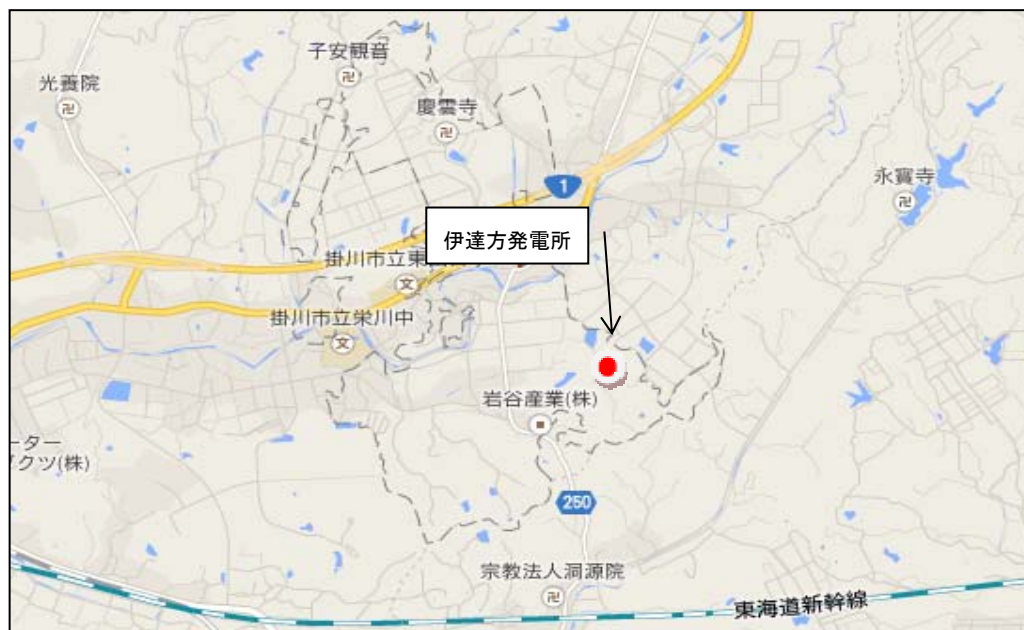 子安観音
光養院
慶雲寺
永寶寺
1
伊達方発電所
掛川市立東
掛川市立栄川中
岩谷産業(株)
ーター
クツ(株)
250
宗教法人洞源院
東海道新幹線